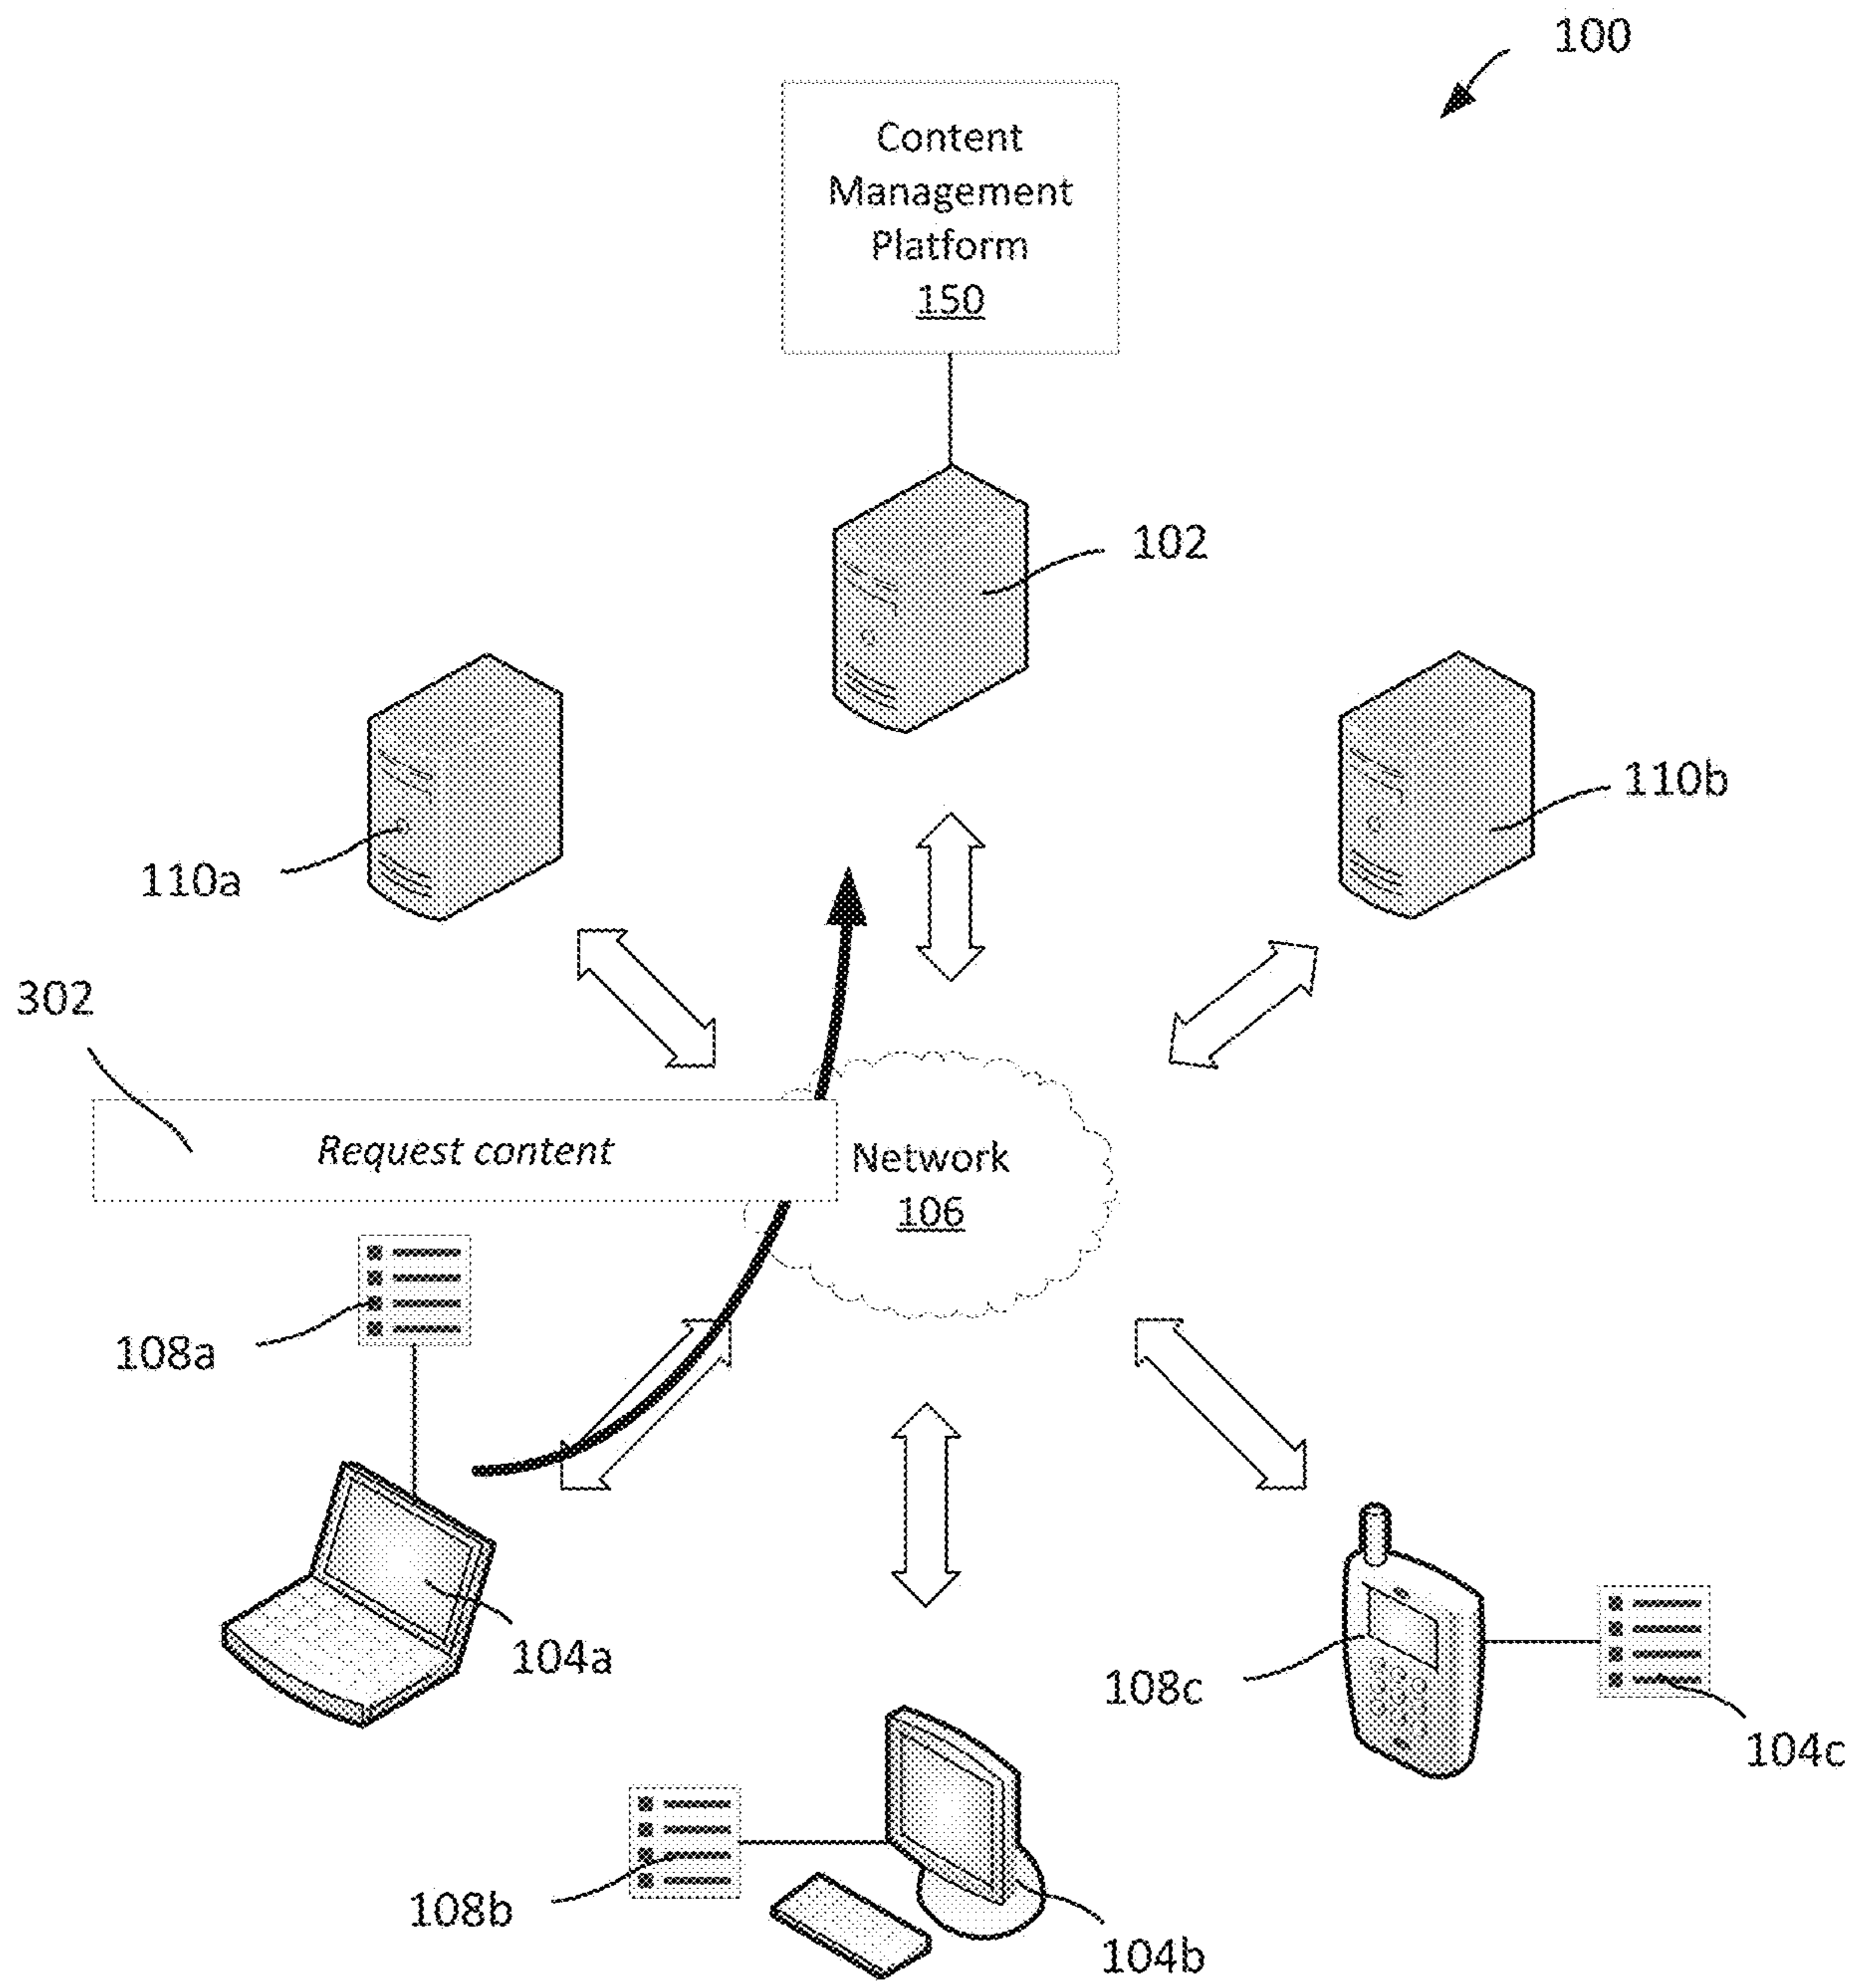 100
Content
Management
Platform
150
102
110b
110a
302
Request content
Network
106
108a
104a
108c
104c
108b
104b